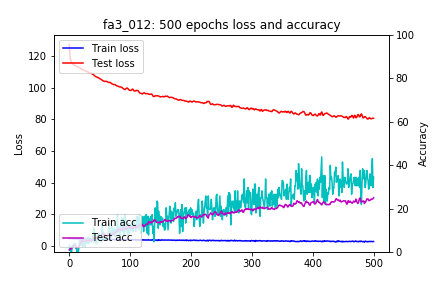 fa3_012: 500 epochs loss and accuracy
Train loss
Test loss
Train acc
Test acc
Loss
Accuracy
0
20
40
60
80
100
120
0
20
40
60
80
100
0
100
200
300
400
500